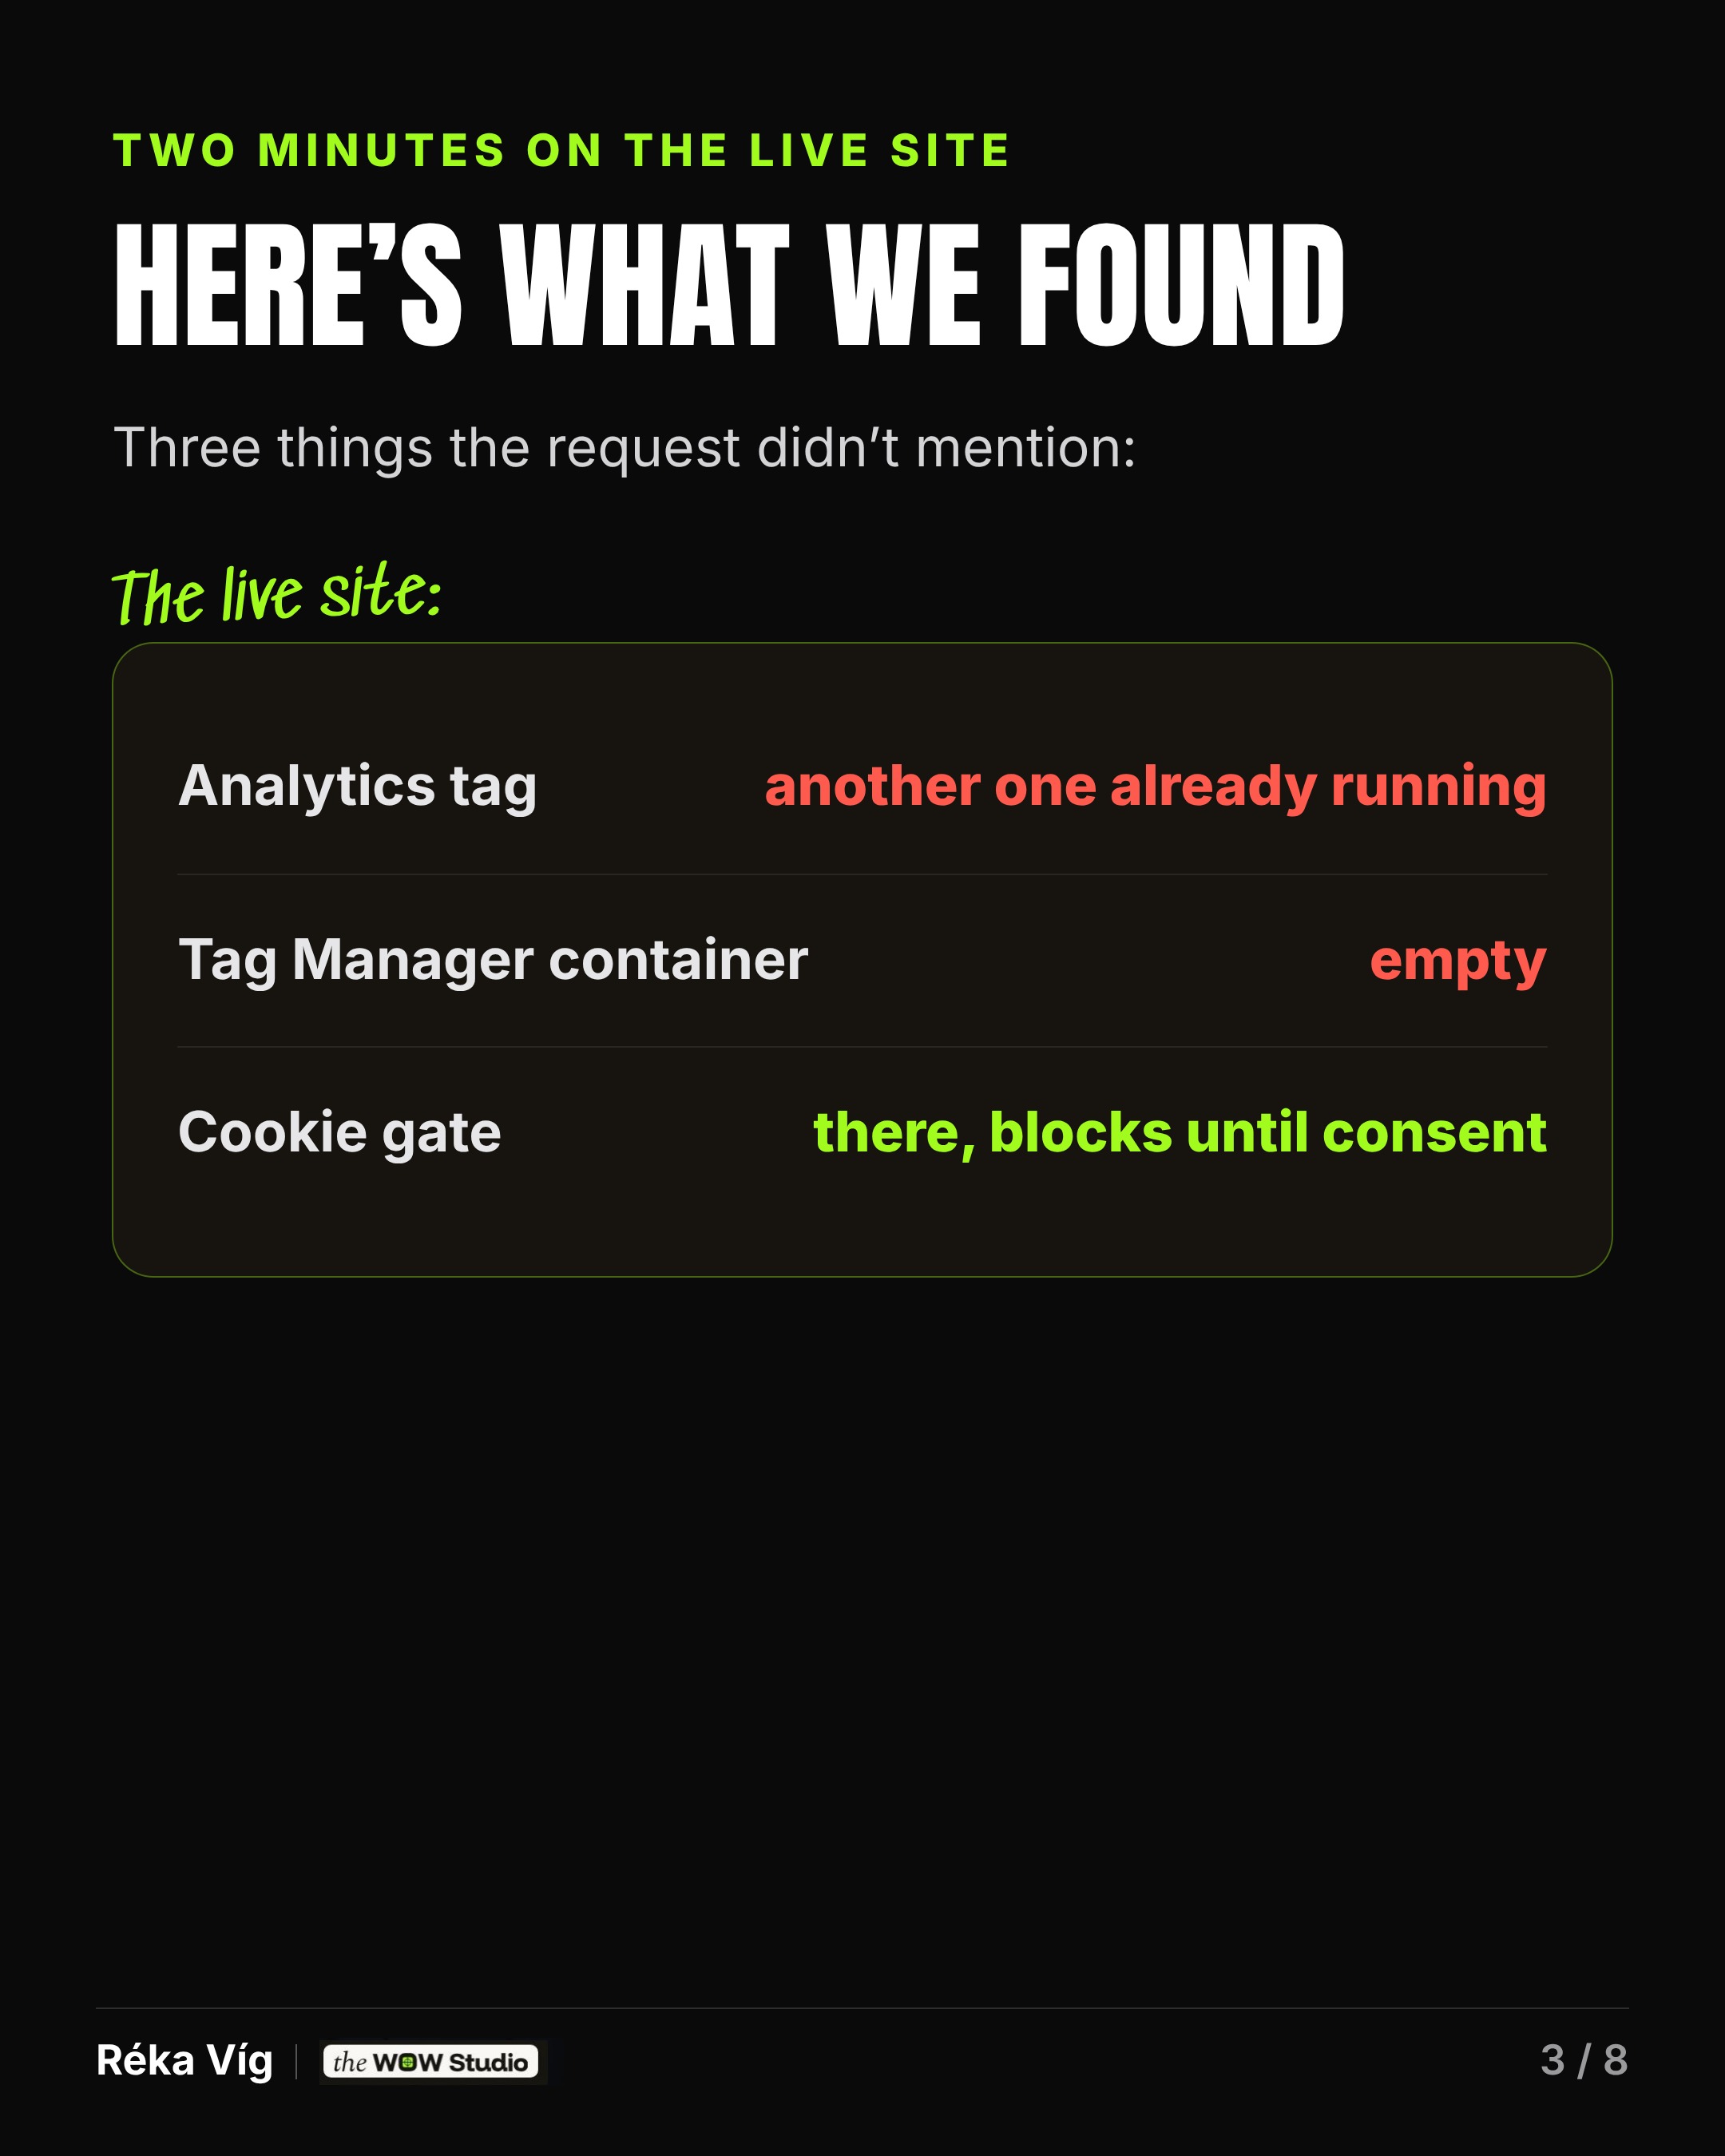 TWO MINUTES ON THE LIVE SITE
HERE’S WHAT WE FOUND
Three things the request didn’t mention:
The live site:
Analytics tag another one already running
Tag Manager container empty
Cookie gate there, blocks until consent
Réka Víg the WOW Studio 3 / 8